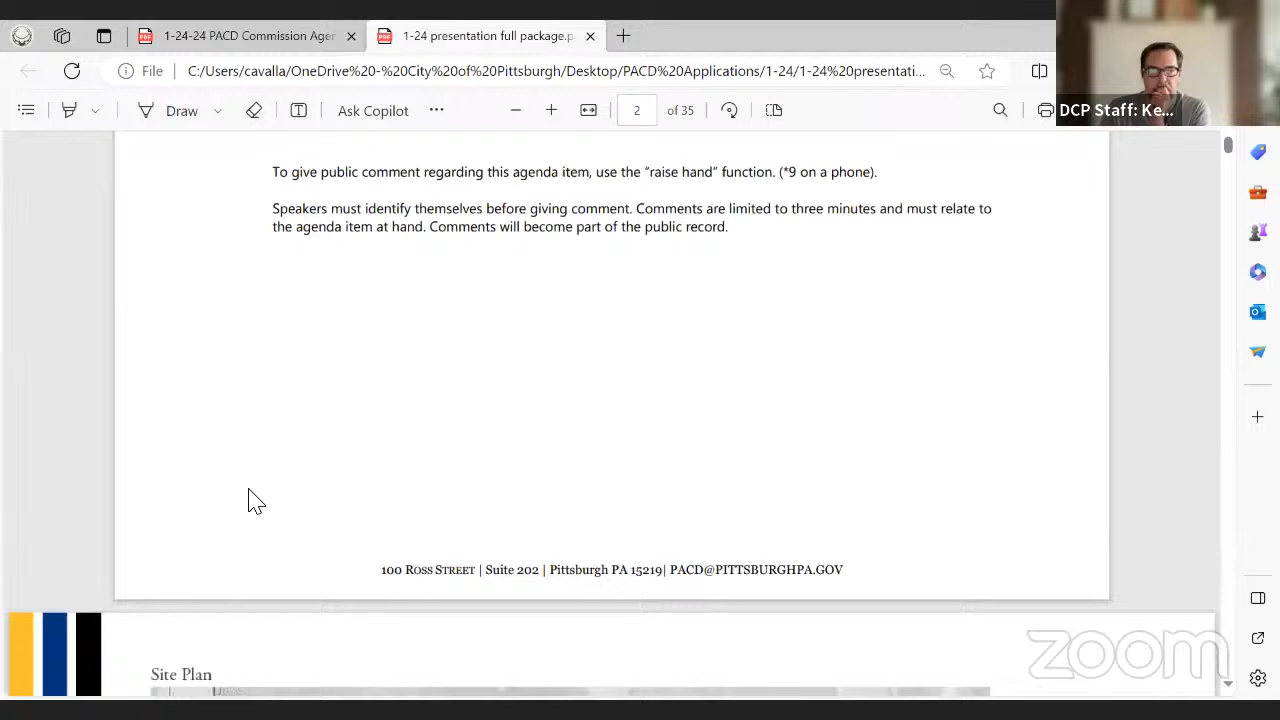 1-24-24 PACD Commission Ager
1-24 presentation full package.p
File
C:/Users/cavalla/OneDrive%20-%20City%20of%20Pittsburgh/Desktop/PACD%20Applications/1-24/1-24%20presentati...
Draw
Ask Copilot
2
of 35
DCP Staff: Ke...
To give public comment regarding this agenda item, use the “raise hand” function. (*9 on a phone).
Speakers must identify themselves before giving comment. Comments are limited to three minutes and must relate to
the agenda item at hand. Comments will become part of the public record.
100 ROSS STREET | Suite 202 | Pittsburgh PA 15219| PACD@PITTSBURGHPA.GOV
Site Plan
zoom